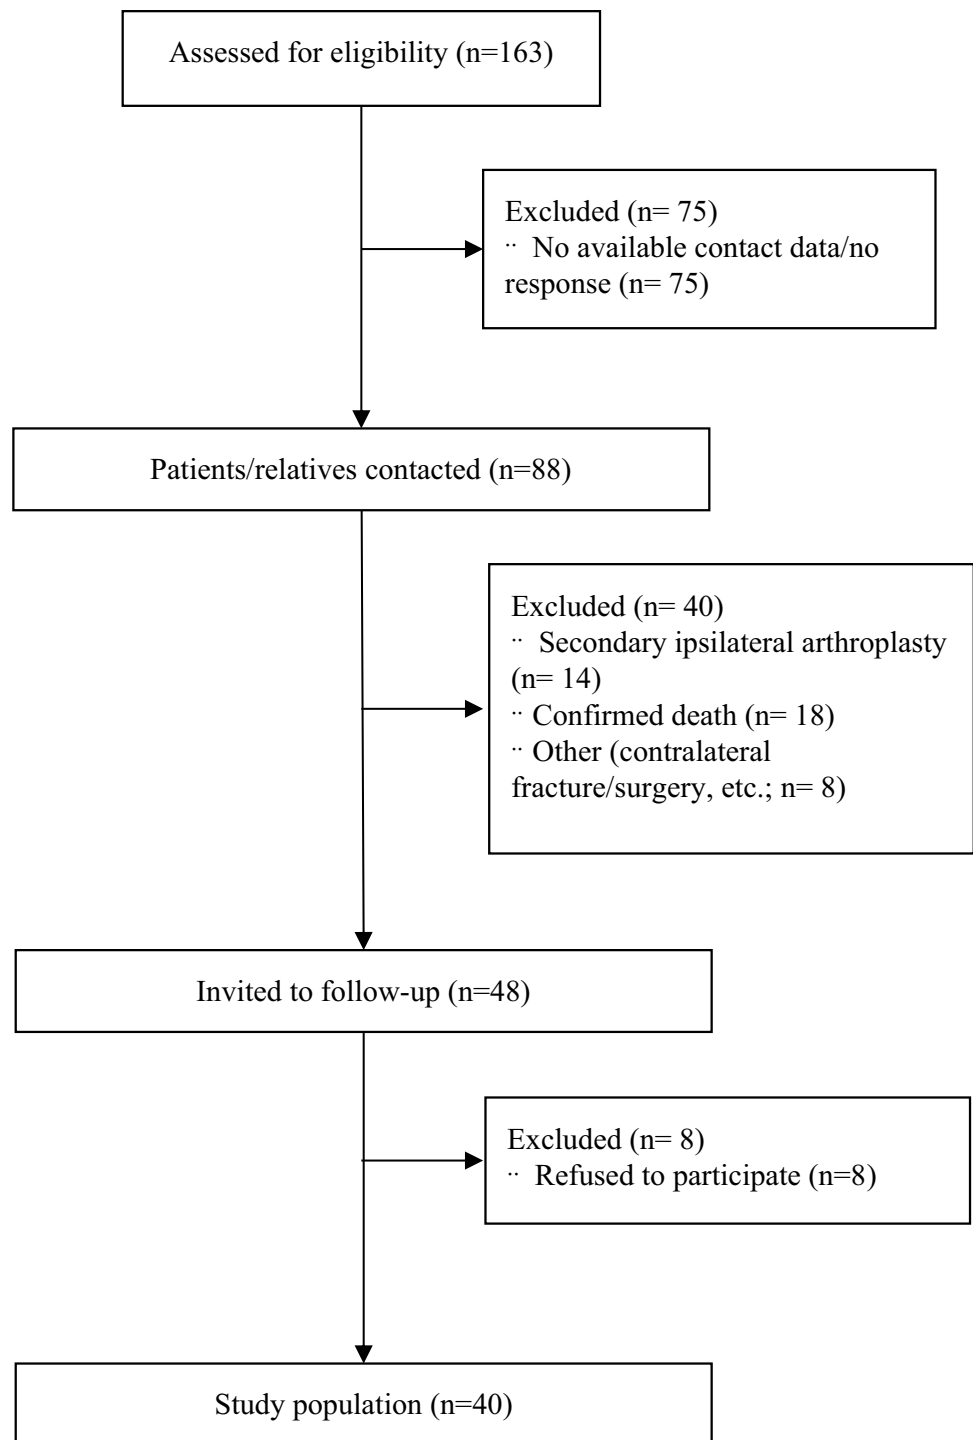 Assessed for eligibility (n=163)
Excluded (n= 75)
¨ No available contact data/no
response (n= 75)
Patients/relatives contacted (n=88)
Excluded (n= 40)
¨ Secondary ipsilateral arthroplasty
(n= 14)
¨ Confirmed death (n= 18)
¨ Other (contralateral
fracture/surgery, etc.; n= 8)
Invited to follow-up (n=48)
Excluded (n= 8)
¨ Refused to participate (n=8)
Study population (n=40)